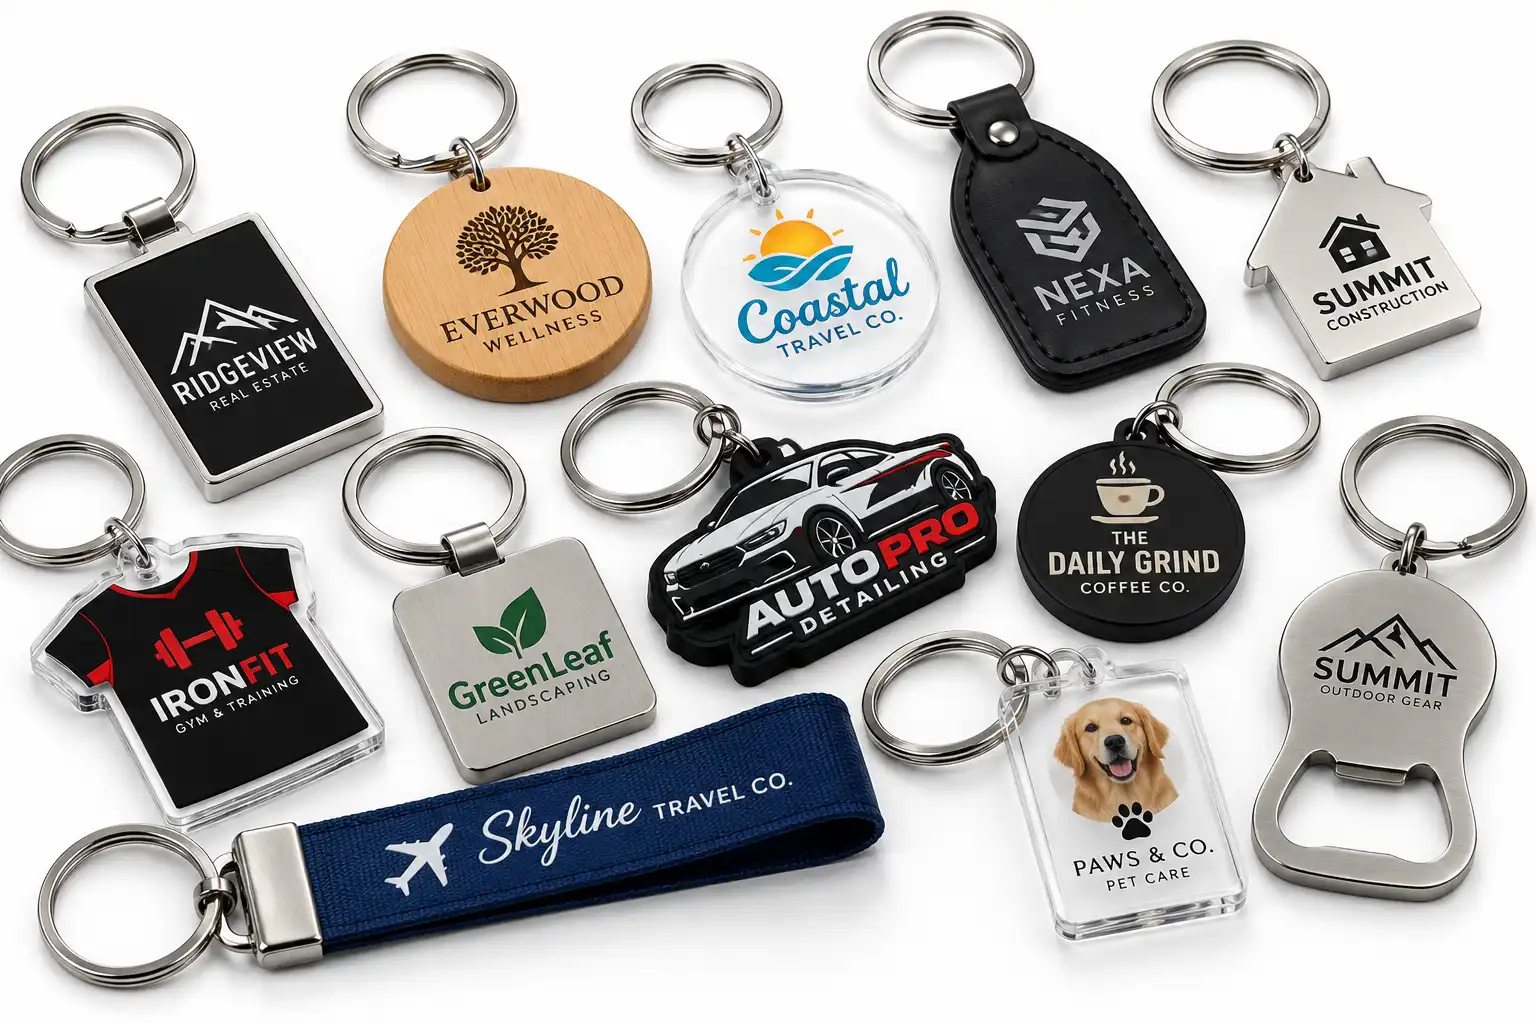 RIDGEVIEW
REAL ESTATE
EVERWOOD
WELLNESS
Coastal
TRAVEL CO.
NEXA
FITNESS
SUMMIT
CONSTRUCTION
IRONFIT
GYM & TRAINING
GreenLeaf
LANDSCAPING
AUTOPRO
DETAILING
THE
DAILY GRIND
COFFEE CO.
SUMMIT
OUTDOOR GEAR
Skyline TRAVEL CO.
PAWS & CO.
PET CARE